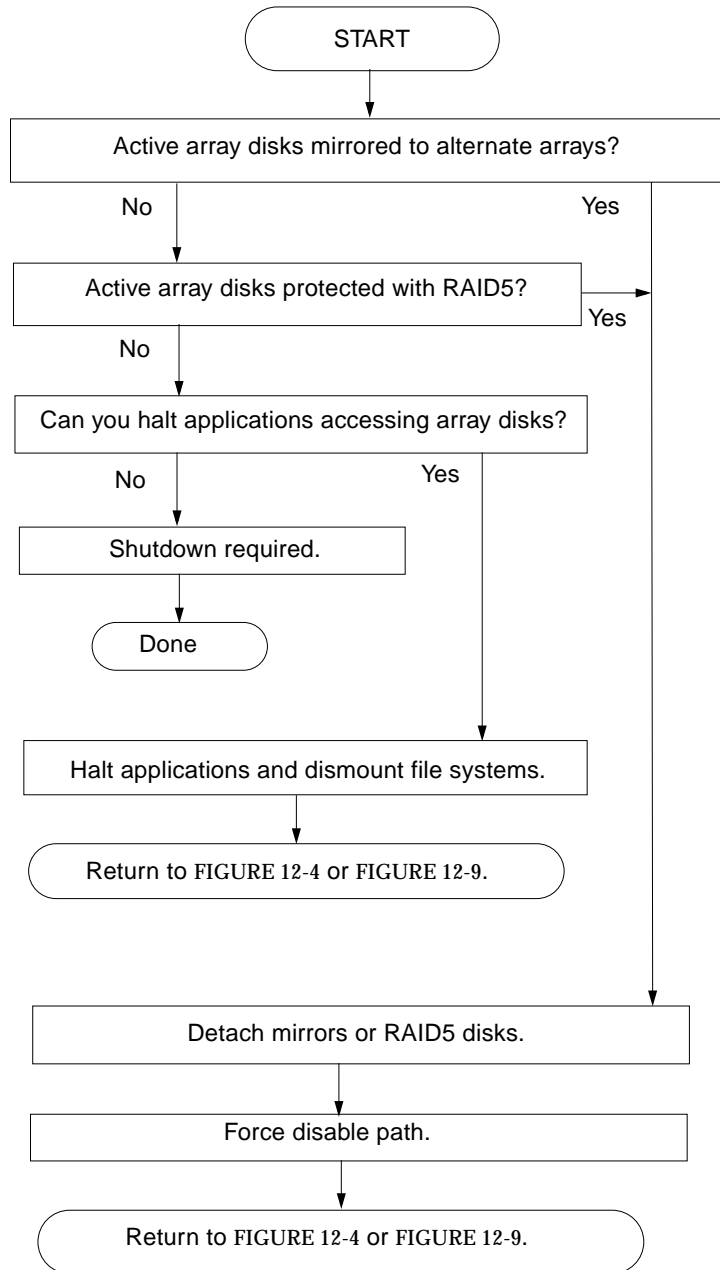 START
Active array disks mirrored to alternate arrays?
No
Yes
Active array disks protected with RAID5?
Yes
No
Can you halt applications accessing array disks?
No
Yes
Shutdown required.
Done
Halt applications and dismount file systems.
Return to FIGURE 12-4 or FIGURE 12-9.
Detach mirrors or RAID5 disks.
Force disable path.
Return to FIGURE 12-4 or FIGURE 12-9.